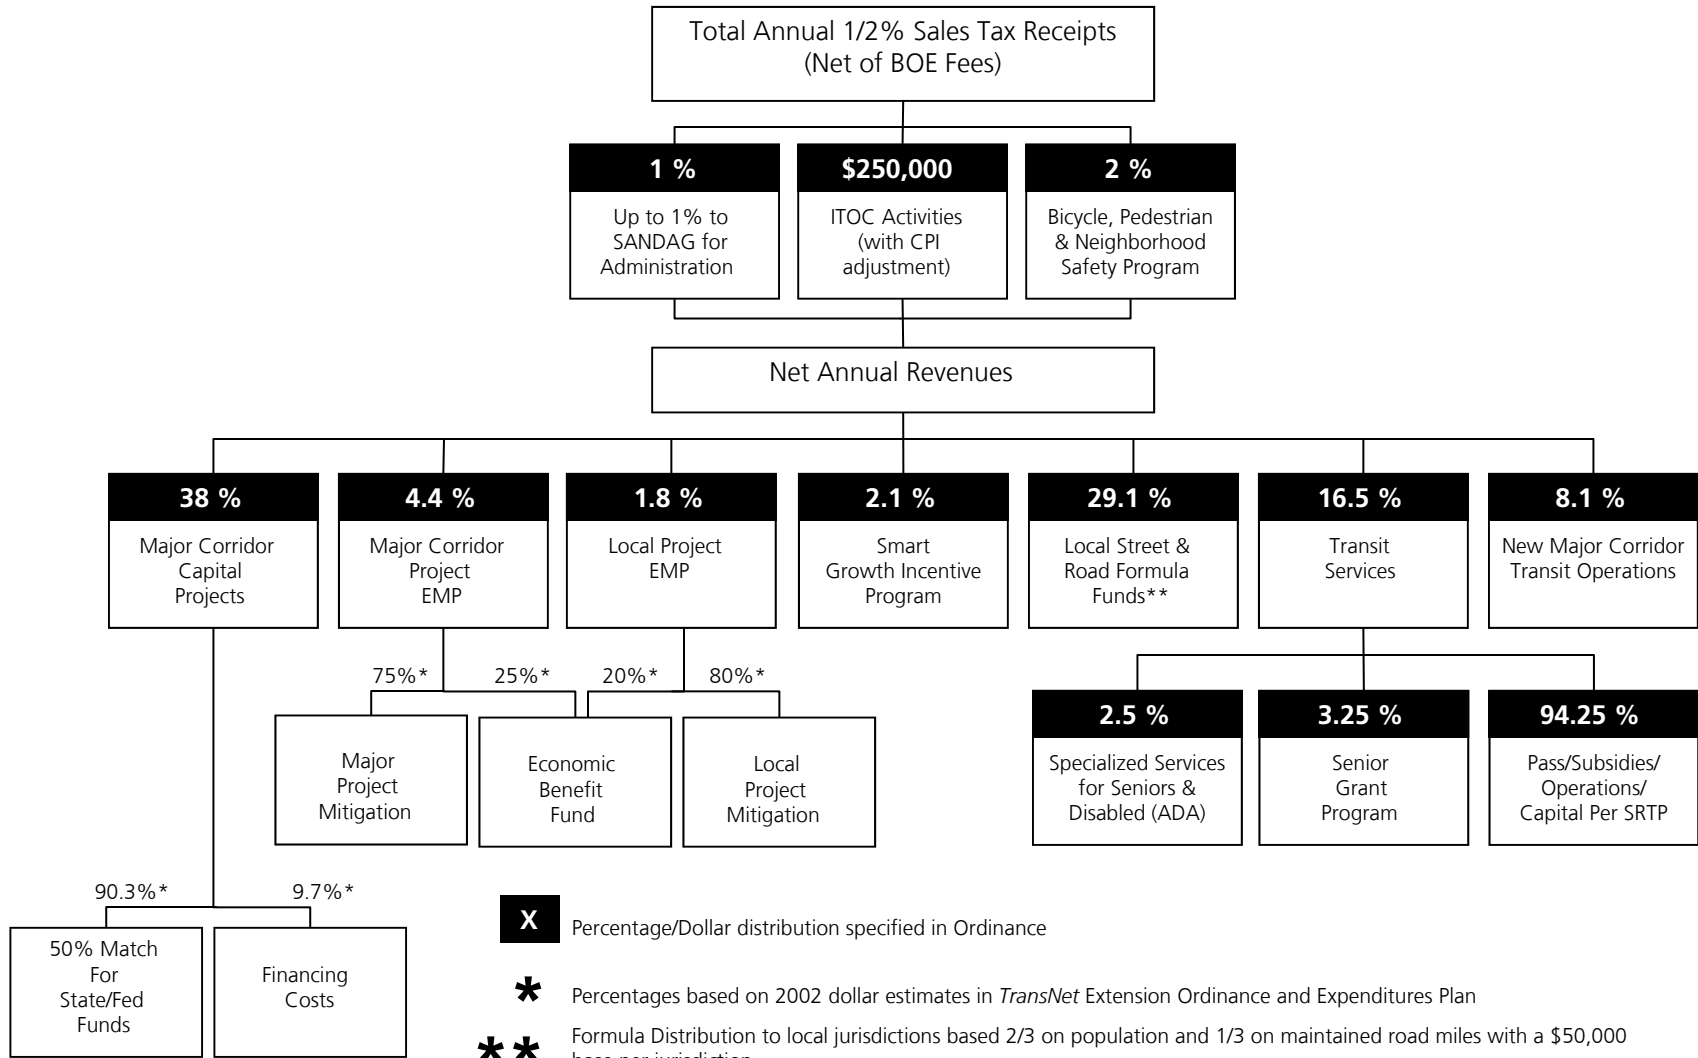 Total Annual 1/2% Sales Tax Receipts
(Net of BOE Fees)
1 %
Up to 1% to
SANDAG for
Administration
$250,000
ITOC Activities
(with CPI
adjustment)
2 %
Bicycle, Pedestrian
& Neighborhood
Safety Program
Net Annual Revenues
38 %
Major Corridor
Capital
Projects
4.4 %
Major Corridor
Project
EMP
1.8 %
Local Project
EMP
2.1 %
Smart
Growth Incentive
Program
29.1 %
Local Street &
Road Formula
Funds**
16.5 %
Transit
Services
8.1 %
New Major Corridor
Transit Operations
75%*
25%*
20%*
80%*
Major
Project
Mitigation
Economic
Benefit
Fund
Local
Project
Mitigation
2.5 %
Specialized Services
for Seniors &
Disabled (ADA)
3.25 %
Senior
Grant
Program
94.25 %
Pass/Subsidies/
Operations/
Capital Per SRTP
90.3%*
9.7%*
50% Match
For
State/Fed
Funds
Financing
Costs
X Percentage/Dollar distribution specified in Ordinance
* Percentages based on 2002 dollar estimates in TransNet Extension Ordinance and Expenditures Plan
** Formula Distribution to local jurisdictions based 2/3 on population and 1/3 on maintained road miles with a $50,000
base per jurisdiction